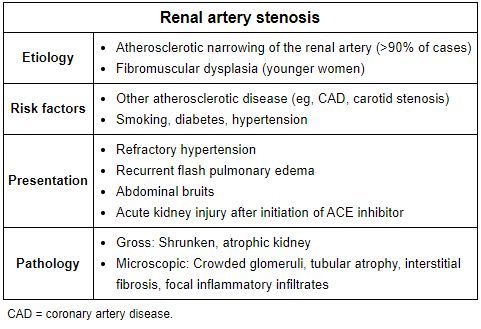 Renal artery stenosis
Etiology
• Atherosclerotic narrowing of the renal artery (>90% of cases)
• Fibromuscular dysplasia (younger women)
Risk factors
• Other atherosclerotic disease (eg, CAD, carotid stenosis)
• Smoking, diabetes, hypertension
Presentation
• Refractory hypertension
• Recurrent flash pulmonary edema
• Abdominal bruits
• Acute kidney injury after initiation of ACE inhibitor
Pathology
• Gross: Shrunken, atrophic kidney
• Microscopic: Crowded glomeruli, tubular atrophy, interstitial
fibrosis, focal inflammatory infiltrates
CAD = coronary artery disease.